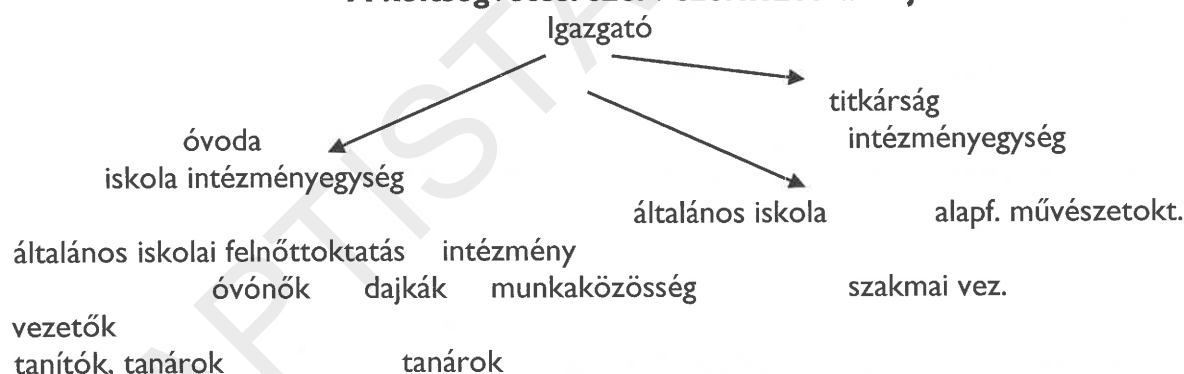 Igazgató
titkárság
óvoda intézményegység
iskola intézményegység
általános iskola alapf. művészetokt.
általános iskolai felnőttoktatás intézmény
óvónők dajkák munkaközösség szakmai vez.
vezetők
tanítók, tanárok tanárok